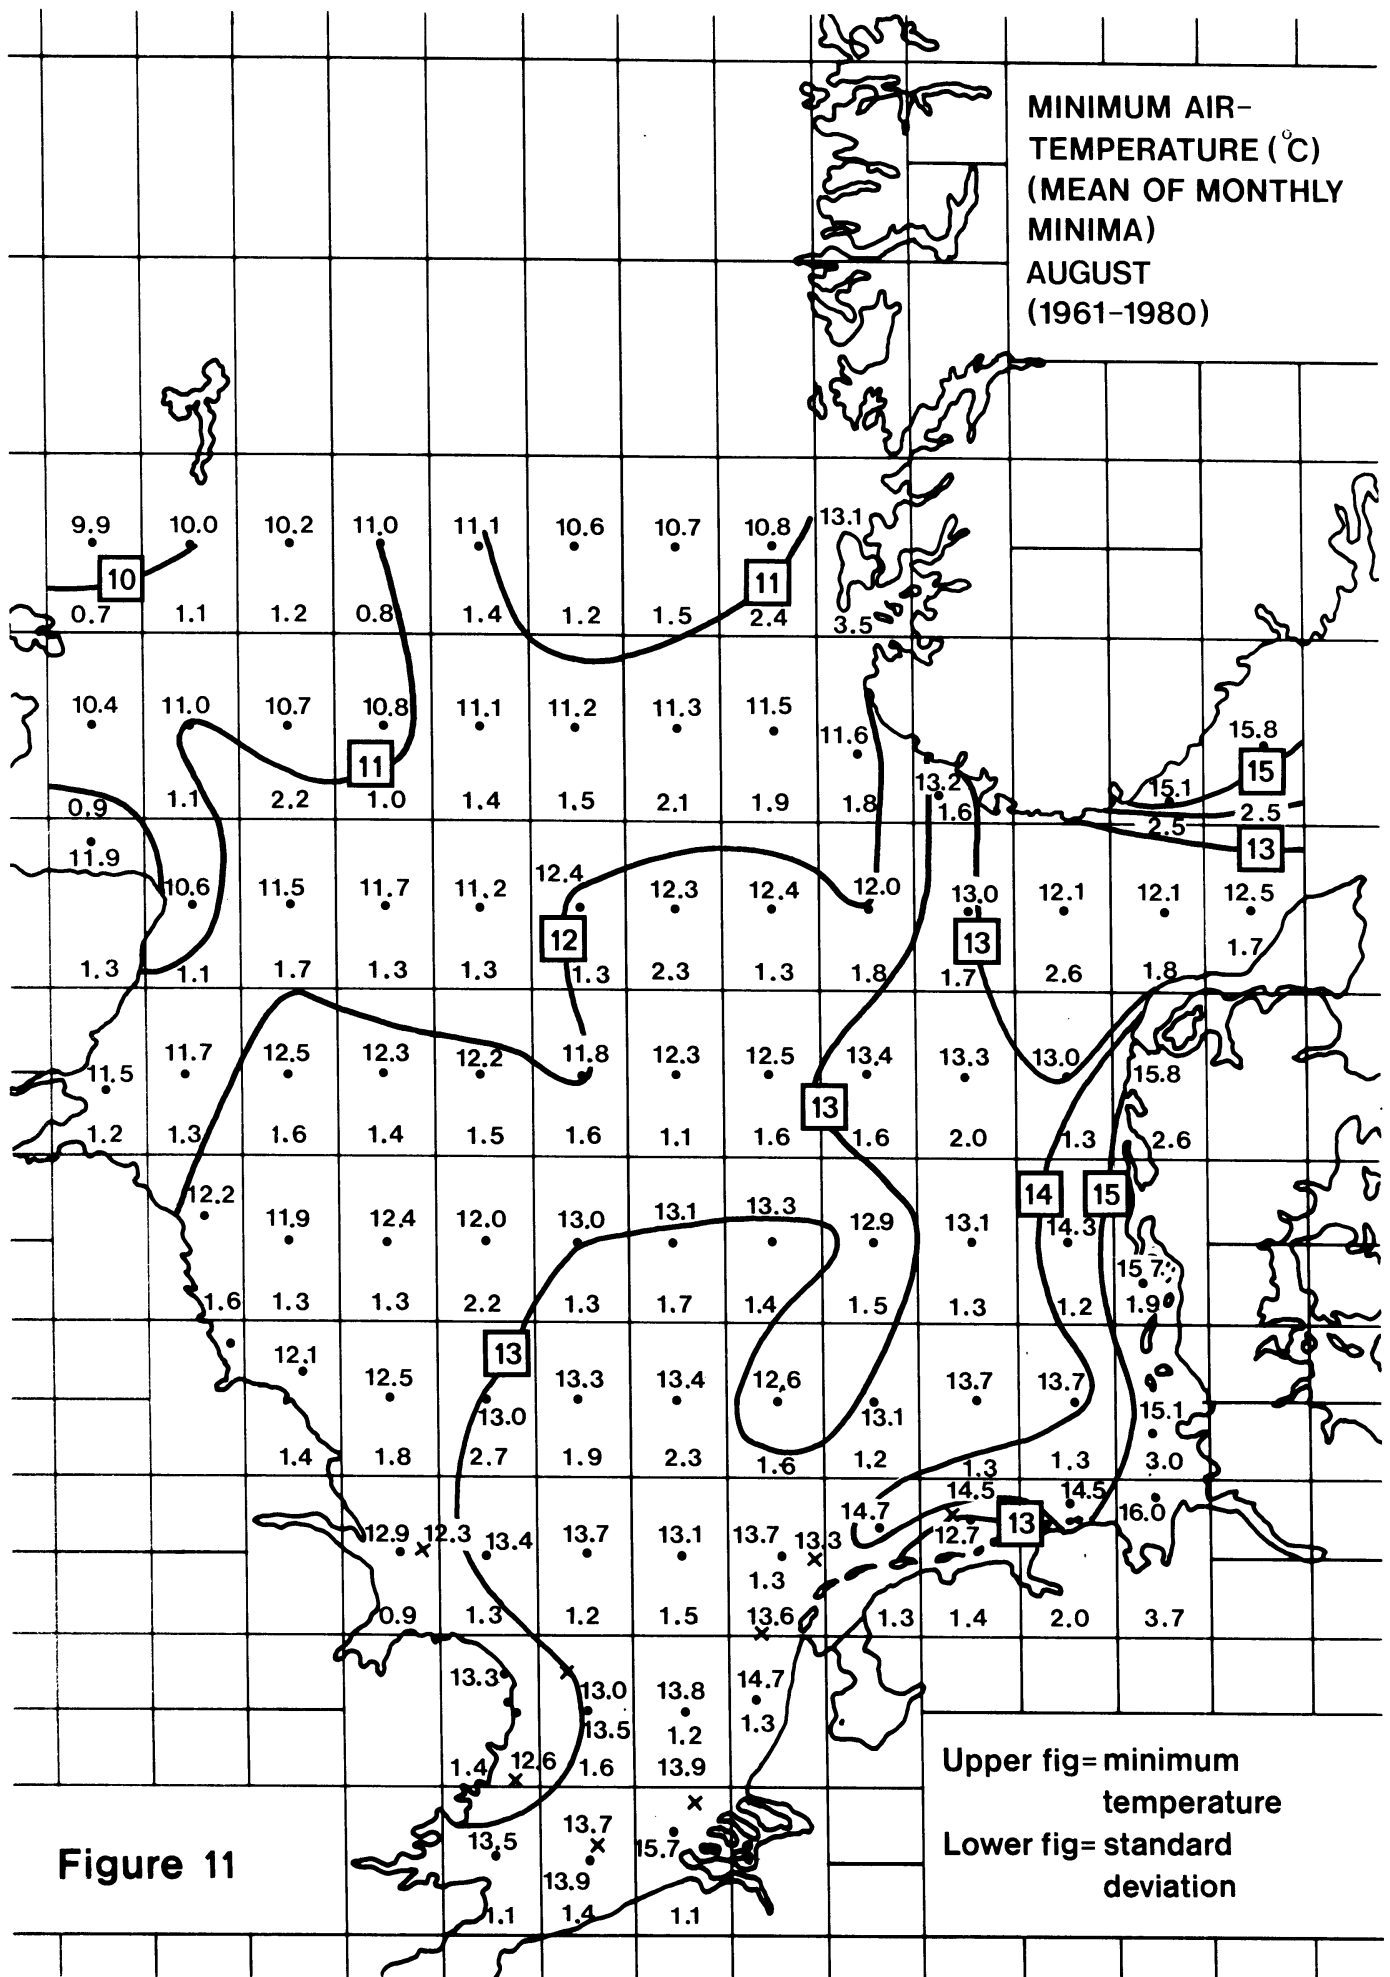 MINIMUM AIR-
TEMPERATURE (°C)
(MEAN OF MONTHLY
MINIMA)
AUGUST
(1961-1980)
9.9 10.0 10.2 11.0 11.1 10.6 10.7 10.8 13.1
10 11
0.7 1.1 1.2 0.8 1.4 1.2 1.5 2.4 3.5
10.4 11.0 10.7 10.8 11.1 11.2 11.3 11.5 11.6 15.8
11 15
0.9 1.1 2.2 1.0 1.4 1.5 2.1 1.9 1.8 13.2 1.6 15.1 2.5 2.5
13
11.9 10.6 11.5 11.7 11.2 12.4 12.3 12.4 12.0 13.0 12.1 12.1 12.5
12 13
1.3 1.1 1.7 1.3 1.3 1.3 2.3 1.3 1.8 1.7 2.6 1.8 1.7
11.5 11.7 12.5 12.3 12.2 11.8 12.3 12.5 13.4 13.3 13.0 15.8
13
1.2 1.3 1.6 1.4 1.5 1.6 1.1 1.6 1.6 2.0 1.3 2.6
14 15
12.2 11.9 12.4 12.0 13.0 13.1 13.3 12.9 13.1 14.3 15.7
1.6 1.3 1.3 2.2 1.3 1.7 1.4 1.5 1.3 1.2 1.9
13
12.1 12.5 13.0 13.3 13.4 12.6 13.1 13.7 13.7 15.1
1.4 1.8 2.7 1.9 2.3 1.6 1.2 1.3 1.3 3.0
12.9 12.3 13.4 13.7 13.1 13.7 13.3 14.7 14.5 12.7 13 14.5 16.0
1.3
0.9 1.3 1.2 1.5 13.6 1.3 1.4 2.0 3.7
13.3 13.0 13.8 14.7
13.5 1.2 1.3
1.4 12.6 1.6 13.9
13.5 13.7 15.7
13.9
1.1 1.4 1.1
Upper fig= minimum
temperature
Lower fig= standard
deviation
Figure 11